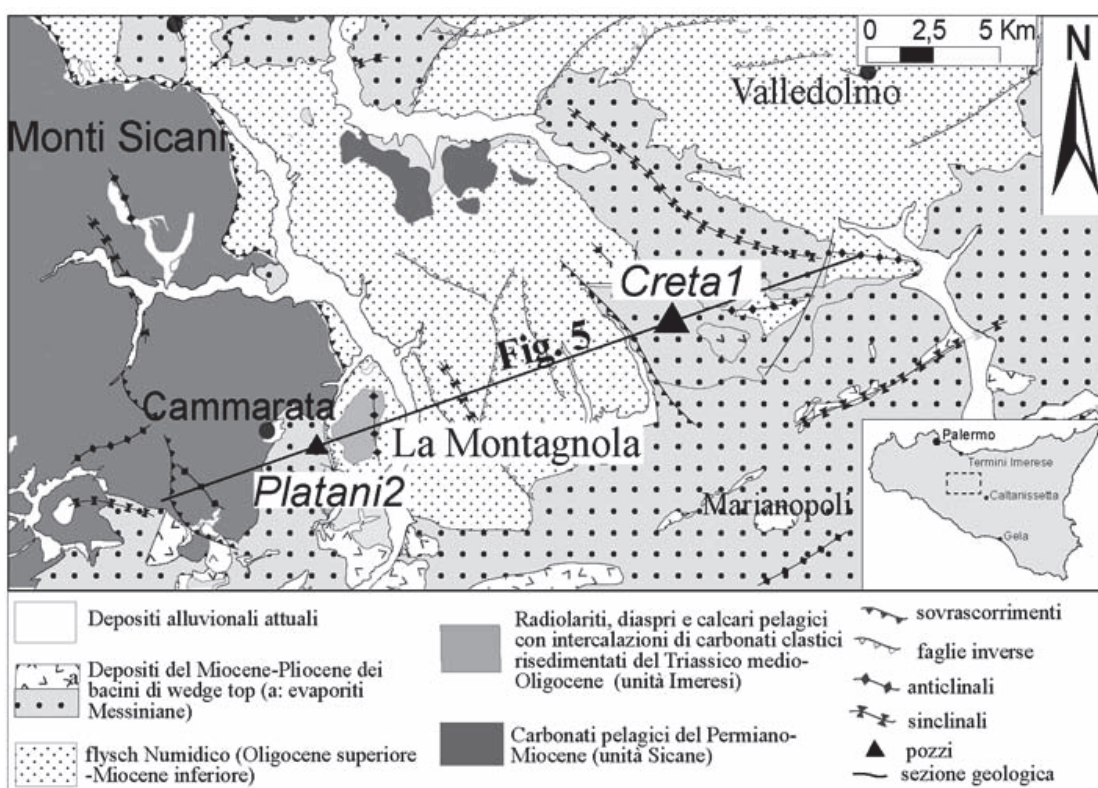 0 2,5 5 Km
N
Valledolmo
Monti Sicani
Creta1
Fig. 5
Cammarata
La Montagnola
Platani2
Marianopoli
Palermo
Termini Imerese
Caltanissetta
Gela
Depositi alluvionali attuali
a
Depositi del Miocene-Pliocene dei
bacini di wedge top (a: evaporiti
Messiniane)
flysch Numidico (Oligocene superiore
-Miocene inferiore)
Radiolariti, diaspri e calcari pelagici
con intercalazioni di carbonati clastici
risedimentati del Triassico medio-
Oligocene (unità Imeresi)
Carbonati pelagici del Permiano-
Miocene (unità Sicane)
sovrascorrimenti
faglie inverse
anticlinali
sinclinali
pozzi
sezione geologica